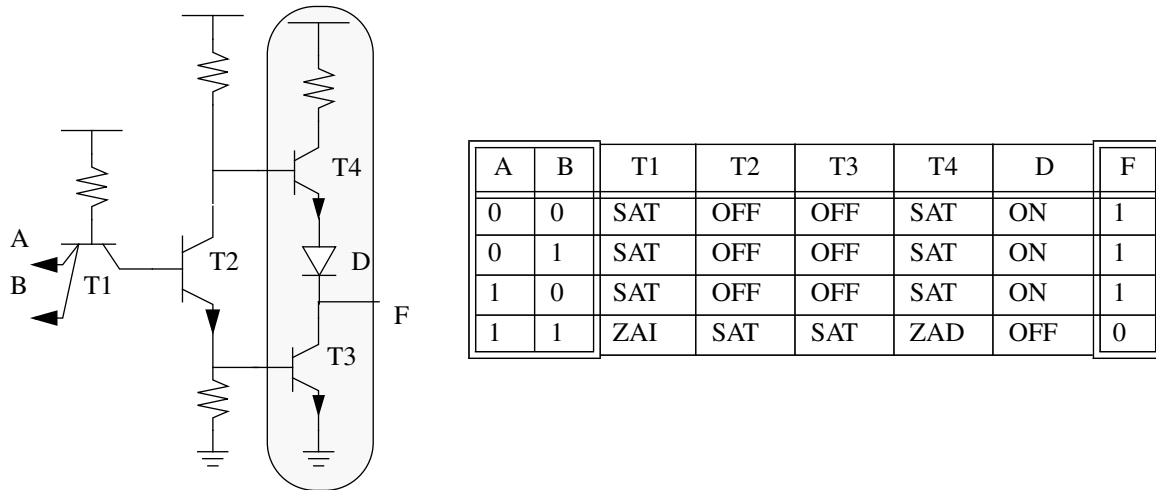 T4
A
T2
D
B
T1
F
T3
A B T1 T2 T3 T4 D F
0 0 SAT OFF OFF SAT ON 1
0 1 SAT OFF OFF SAT ON 1
1 0 SAT OFF OFF SAT ON 1
1 1 ZAI SAT SAT ZAD OFF 0